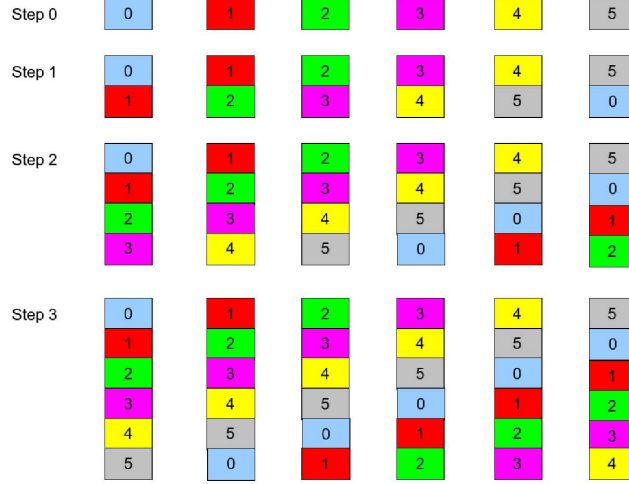 Step 0 0 1 2 3 4 5
Step 1 0 1 2 3 4 5
1 2 3 4 5 0
Step 2 0 1 2 3 4 5
1 2 3 4 5 0
2 3 4 5 0 1
3 4 5 0 1 2
Step 3 0 1 2 3 4 5
1 2 3 4 5 0
2 3 4 5 0 1
3 4 5 0 1 2
4 5 0 1 2 3
5 0 1 2 3 4